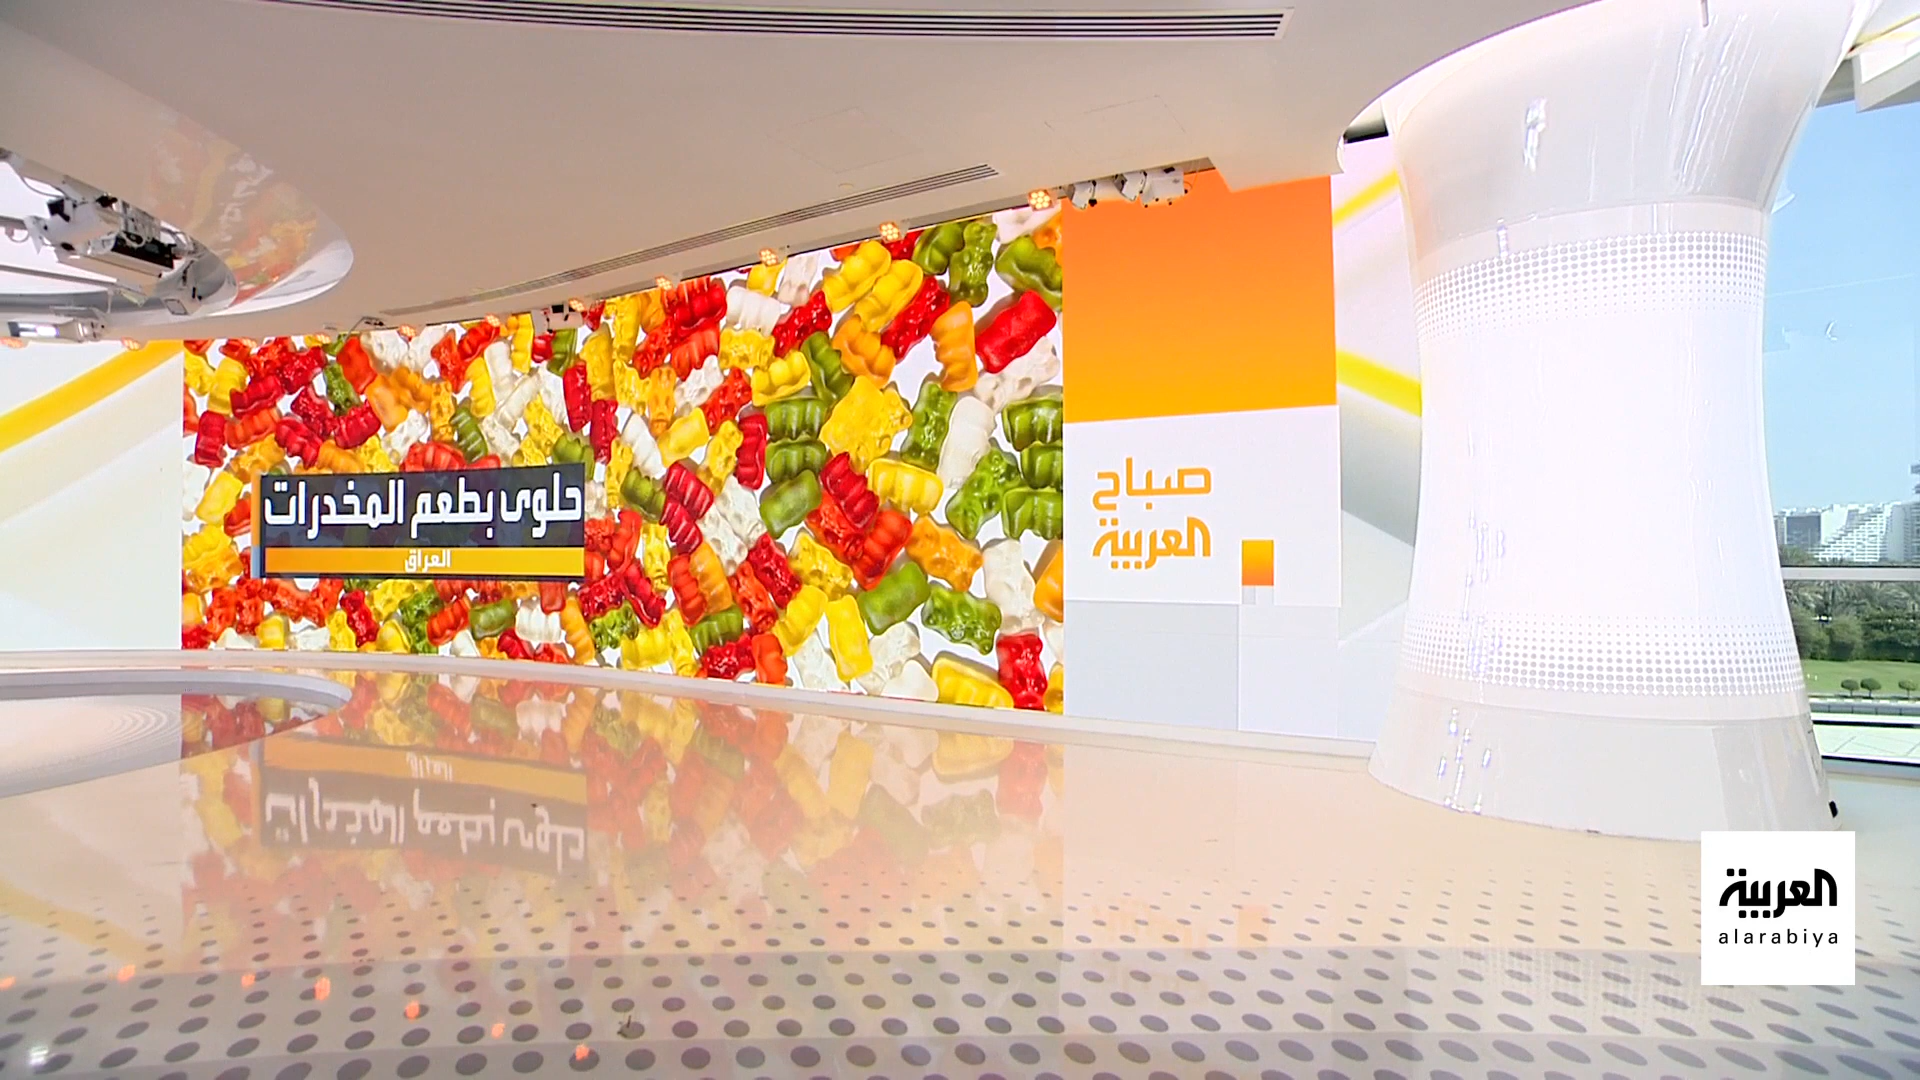 حلوى بطعم المخدرات
العراق
صباح
العربية
العربية
alarabiya